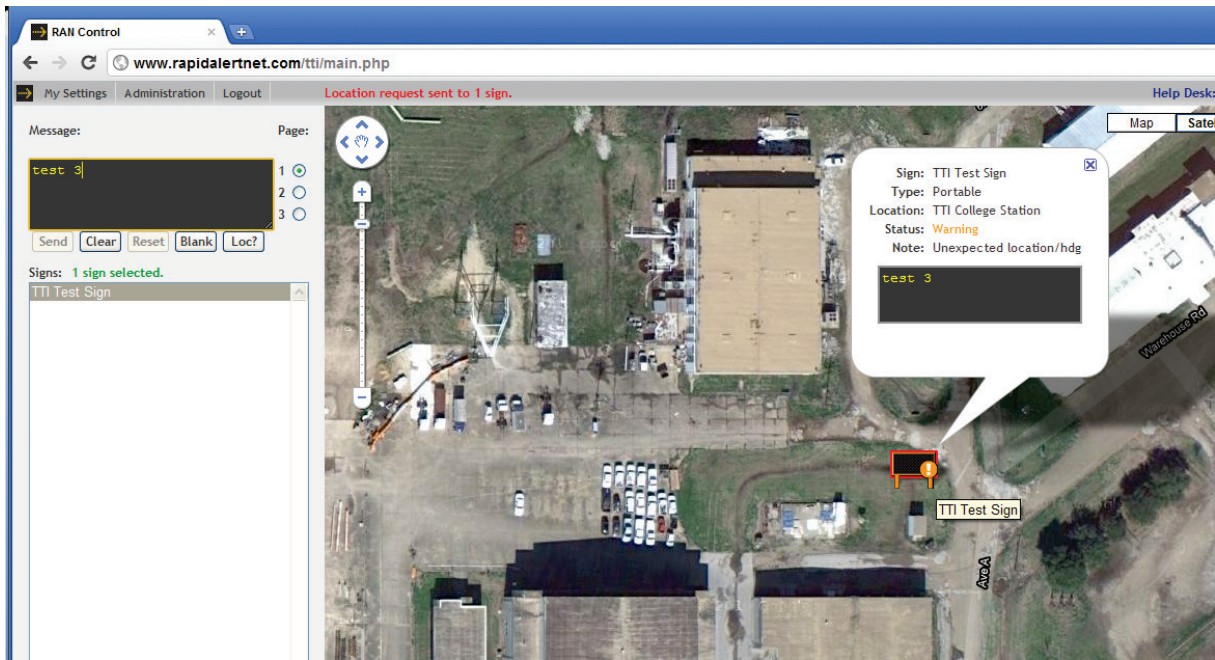 RAN Control
www.rapidalertnet.com/tti/main.php
My Settings Administration Logout Location request sent to 1 sign. Help Desk:
Message: Page:
test 3
1
2
3
Send Clear Reset Blank Loc?
Signs: 1 sign selected.
TTI Test Sign
Map Satel
Sign: TTI Test Sign
Type: Portable
Location: TTI College Station
Status: Warning
Note: Unexpected location/hdg
test 3
Warehouse Rd
TTI Test Sign
Ave A